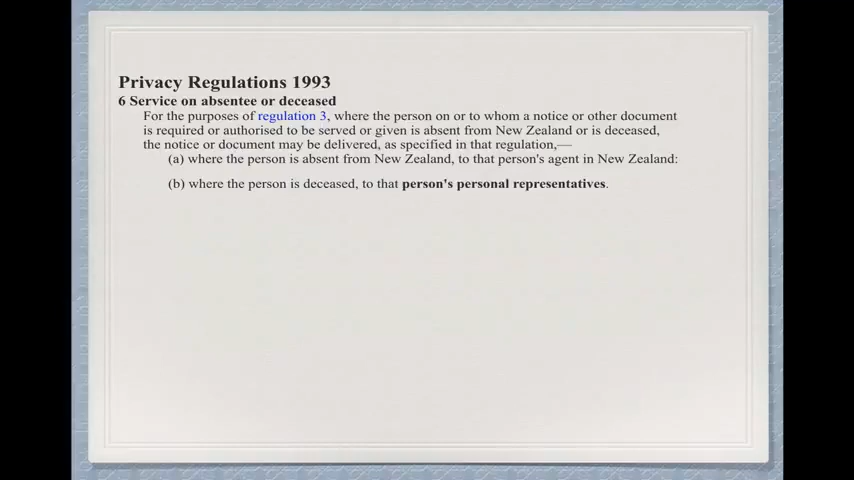 Privacy Regulations 1993
6 Service on absentee or deceased
For the purposes of regulation 3, where the person on or to whom a notice or other document
is required or authorised to be served or given is absent from New Zealand or is deceased,
the notice or document may be delivered, as specified in that regulation,—
(a) where the person is absent from New Zealand, to that person's agent in New Zealand:
(b) where the person is deceased, to that person's personal representatives.